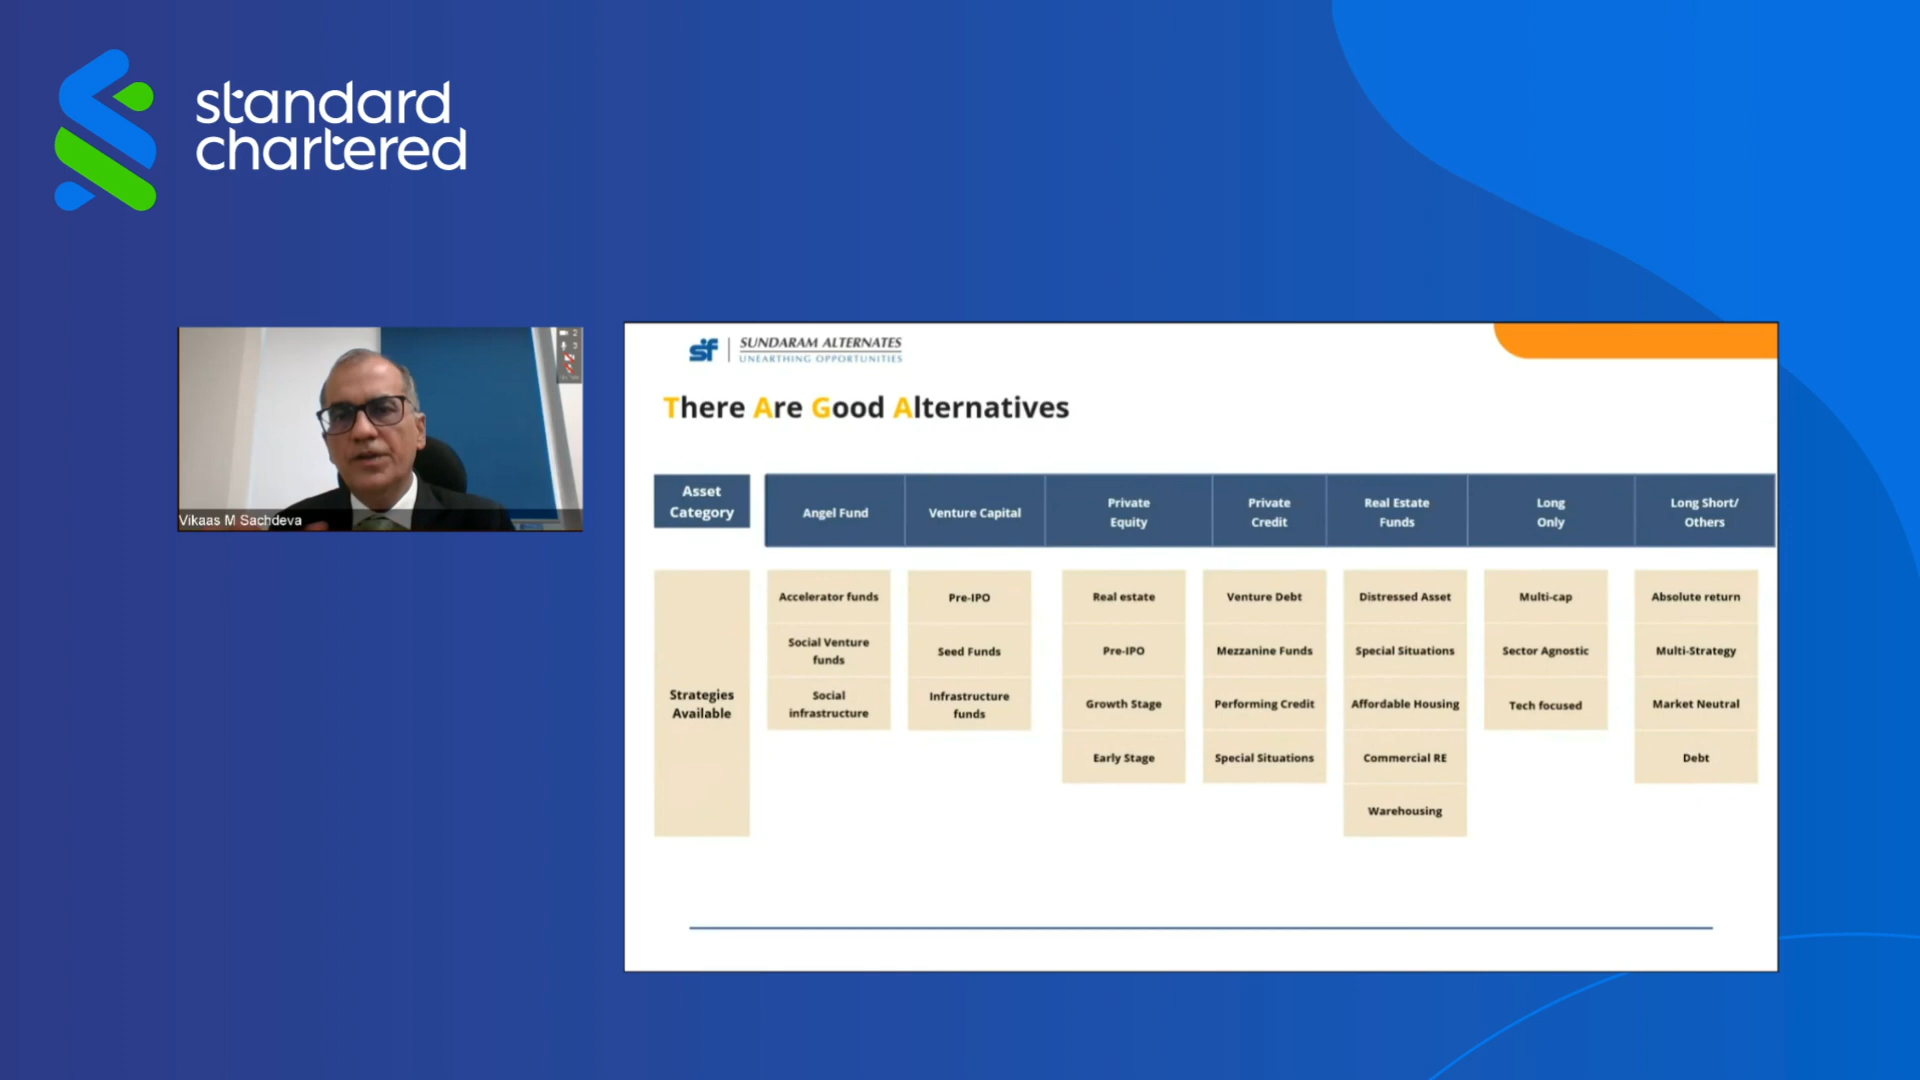 standard
chartered
Vikaas M Sachdeva
sf
SUNDARAM ALTERNATES
UNEARTHING OPPORTUNITIES
There Are Good Alternatives
Asset
Category
Angel Fund
Venture Capital
Private
Equity
Private
Credit
Real Estate
Funds
Long
Only
Long Short/
Others
Strategies
Available
Accelerator funds
Social Venture
funds
Social
infrastructure
Pre-IPO
Seed Funds
Infrastructure
funds
Real estate
Pre-IPO
Growth Stage
Early Stage
Venture Debt
Mezzanine Funds
Performing Credit
Special Situations
Distressed Asset
Special Situations
Affordable Housing
Commercial RE
Warehousing
Multi-cap
Sector Agnostic
Tech focused
Absolute return
Multi-Strategy
Market Neutral
Debt